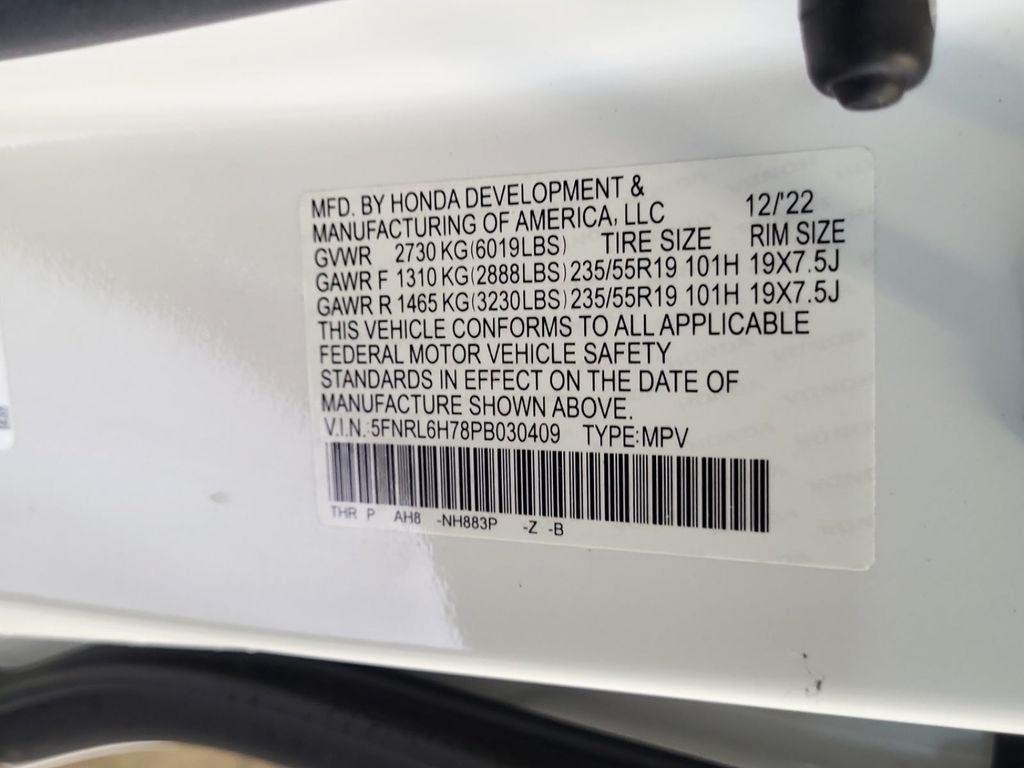 MFD. BY HONDA DEVELOPMENT &
MANUFACTURING OF AMERICA, LLC 12/'22
GVWR 2730 KG(6019LBS) TIRE SIZE RIM SIZE
GAWR F 1310 KG(2888LBS) 235/55R19 101H 19X7.5J
GAWR R 1465 KG(3230LBS) 235/55R19 101H 19X7.5J
THIS VEHICLE CONFORMS TO ALL APPLICABLE
FEDERAL MOTOR VEHICLE SAFETY
STANDARDS IN EFFECT ON THE DATE OF
MANUFACTURE SHOWN ABOVE.
V.I.N.:5FNRL6H78PB030409 TYPE:MPV
THR P AH8 -NH883P -Z -B